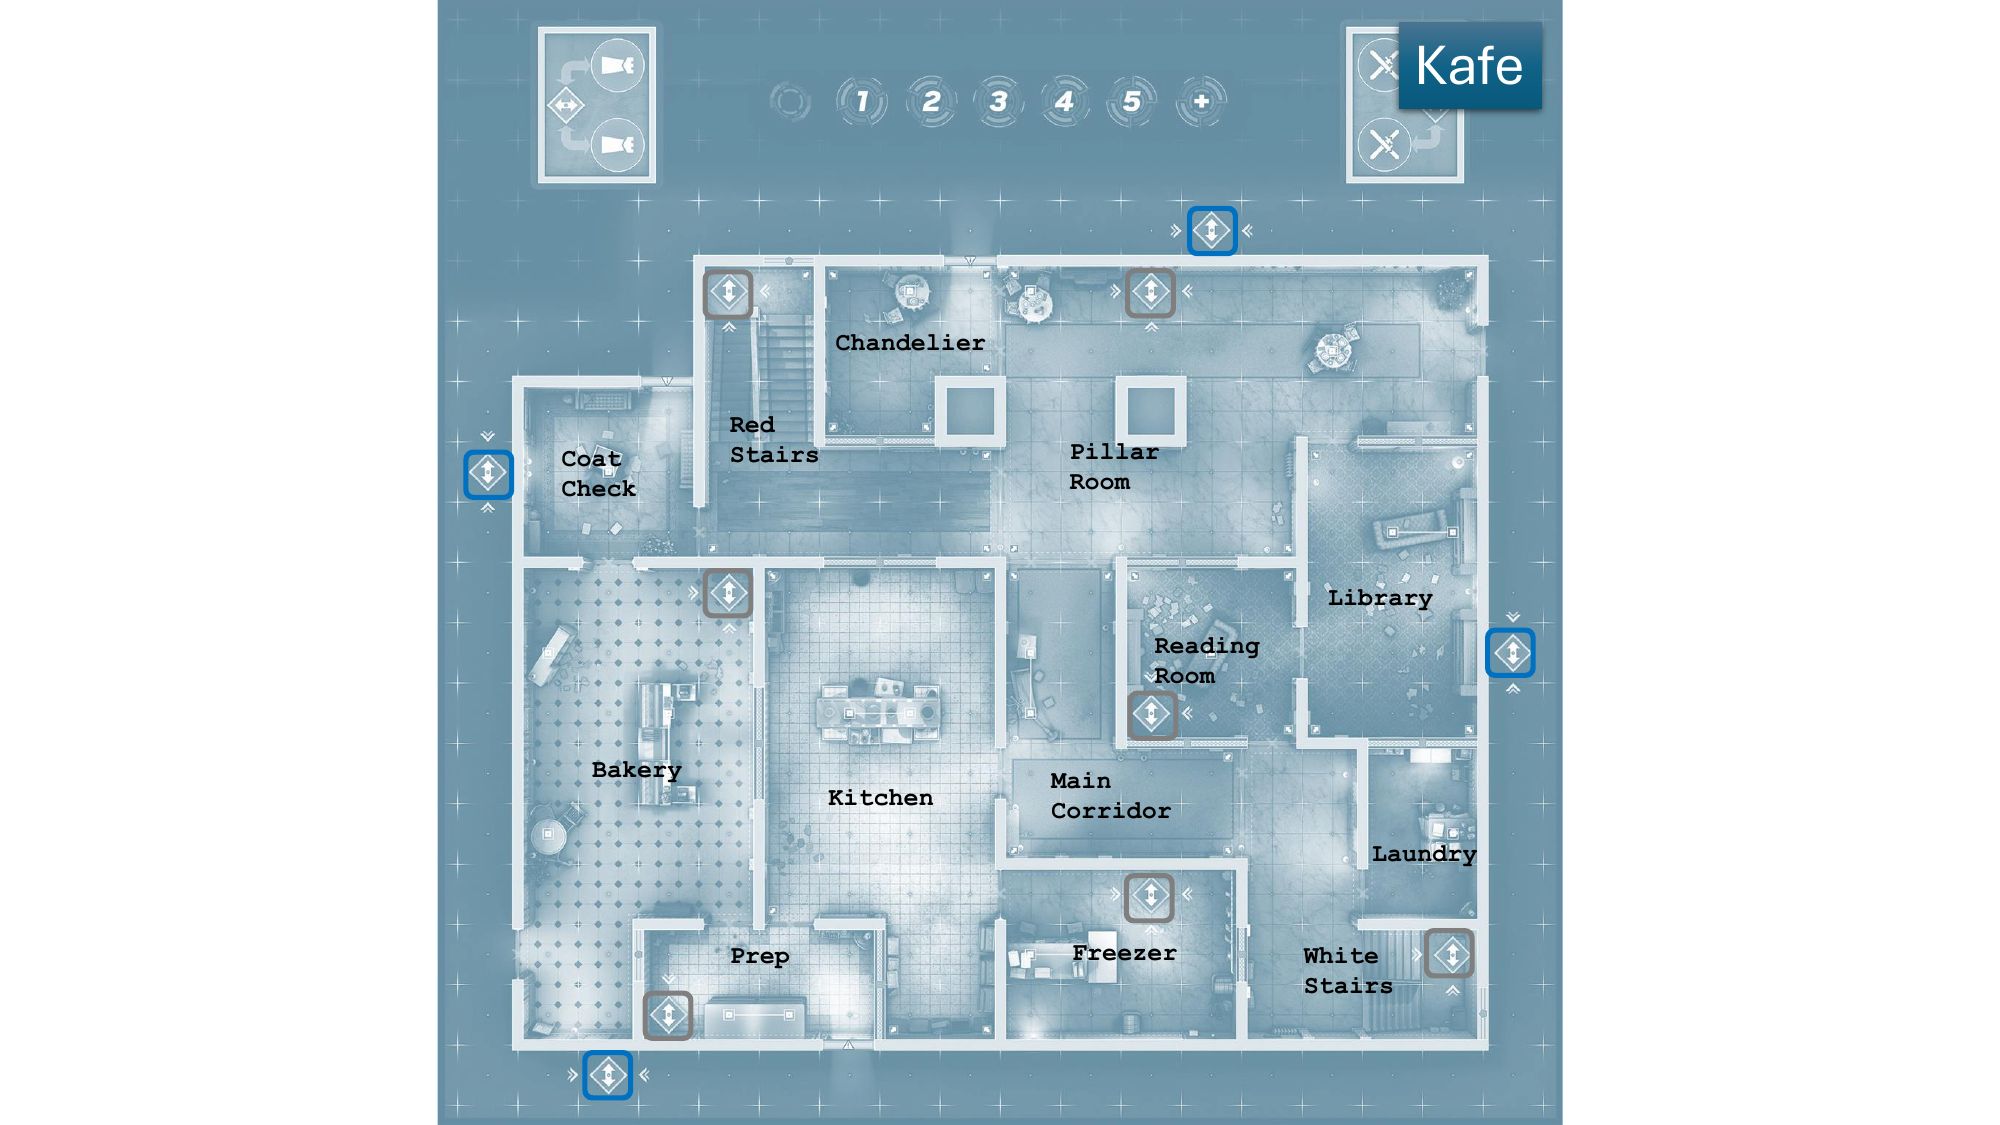 Kafe
1 2 3 4 5 +
Chandelier
Red
Stairs
Pillar
Room
Coat
Check
Library
Reading
Room
Bakery
Kitchen
Main
Corridor
Laundry
Prep
Freezer
White
Stairs